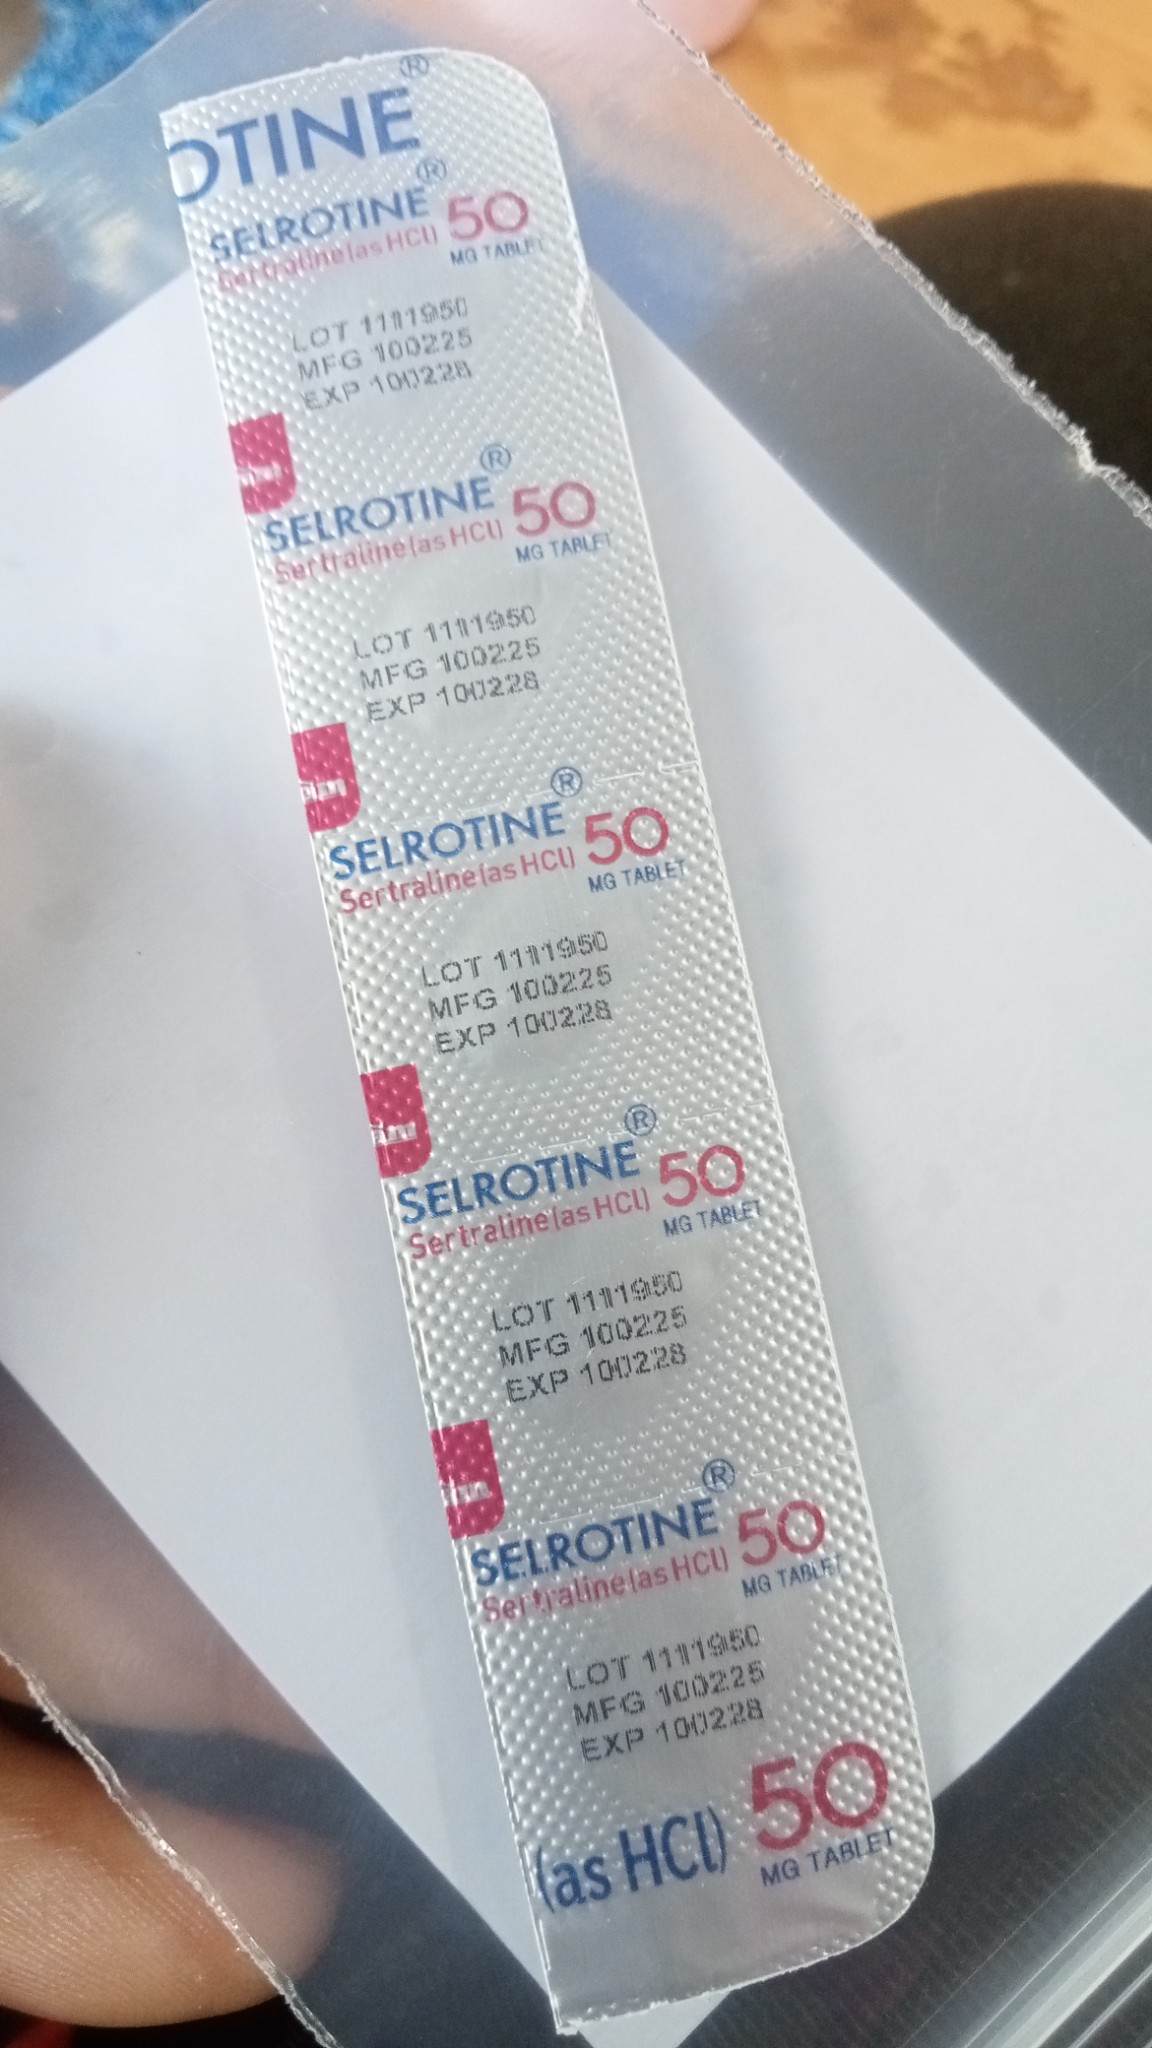 OTINE®
SELROTINE® 50
Sertraline (as HCl) MG TABLET
LOT 1111950
MFG 100225
EXP 100228
SELROTINE® 50
Sertraline (as HCl) MG TABLET
LOT 1111950
MFG 100225
EXP 100228
SELROTINE® 50
Sertraline (as HCl) MG TABLET
LOT 1111950
MFG 100225
EXP 100228
SELROTINE® 50
Sertraline (as HCl) MG TABLET
LOT 1111950
MFG 100225
EXP 100228
SELROTINE® 50
Sertraline (as HCl) MG TABLET
LOT 1111950
MFG 100225
EXP 100228
(as HCl) 50
MG TABLET